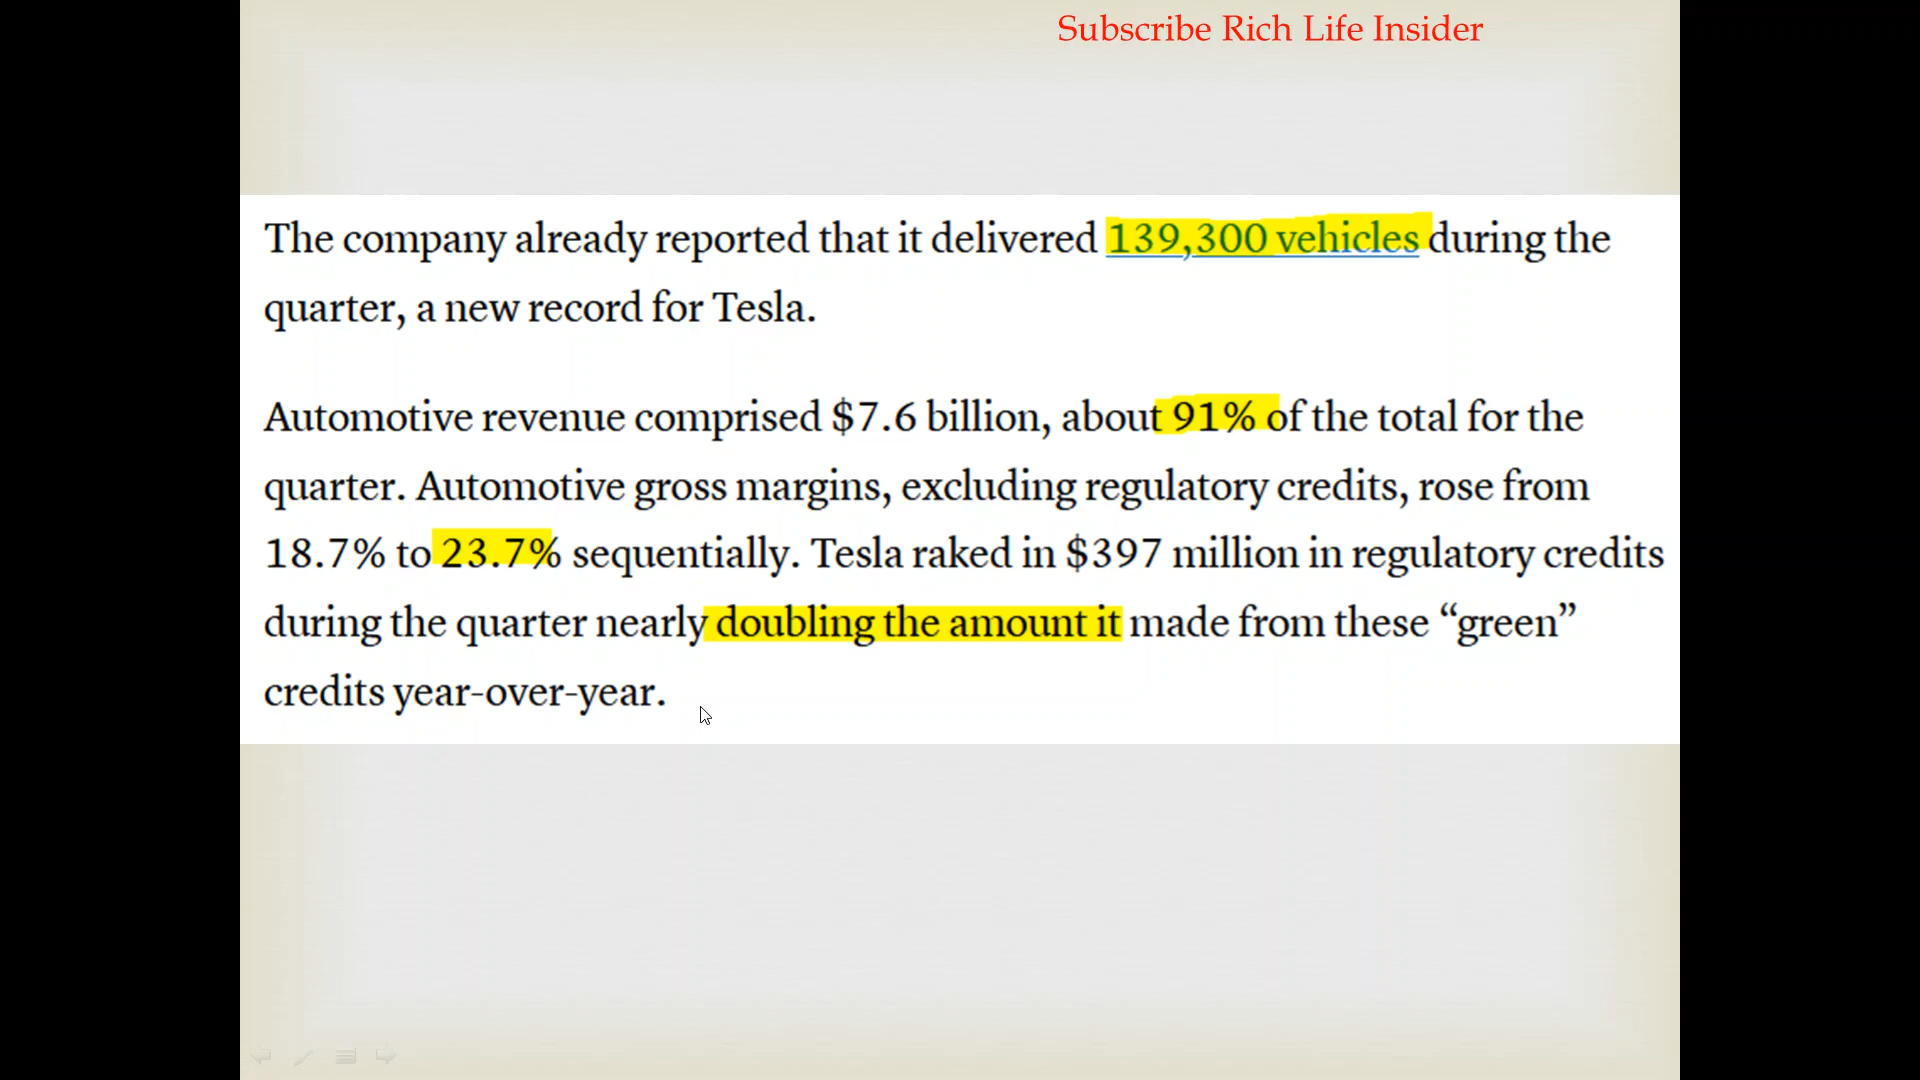 Subscribe Rich Life Insider
The company already reported that it delivered 139,300 vehicles during the
quarter, a new record for Tesla.
Automotive revenue comprised $7.6 billion, about 91% of the total for the
quarter. Automotive gross margins, excluding regulatory credits, rose from
18.7% to 23.7% sequentially. Tesla raked in $397 million in regulatory credits
during the quarter nearly doubling the amount it made from these “green”
credits year-over-year.